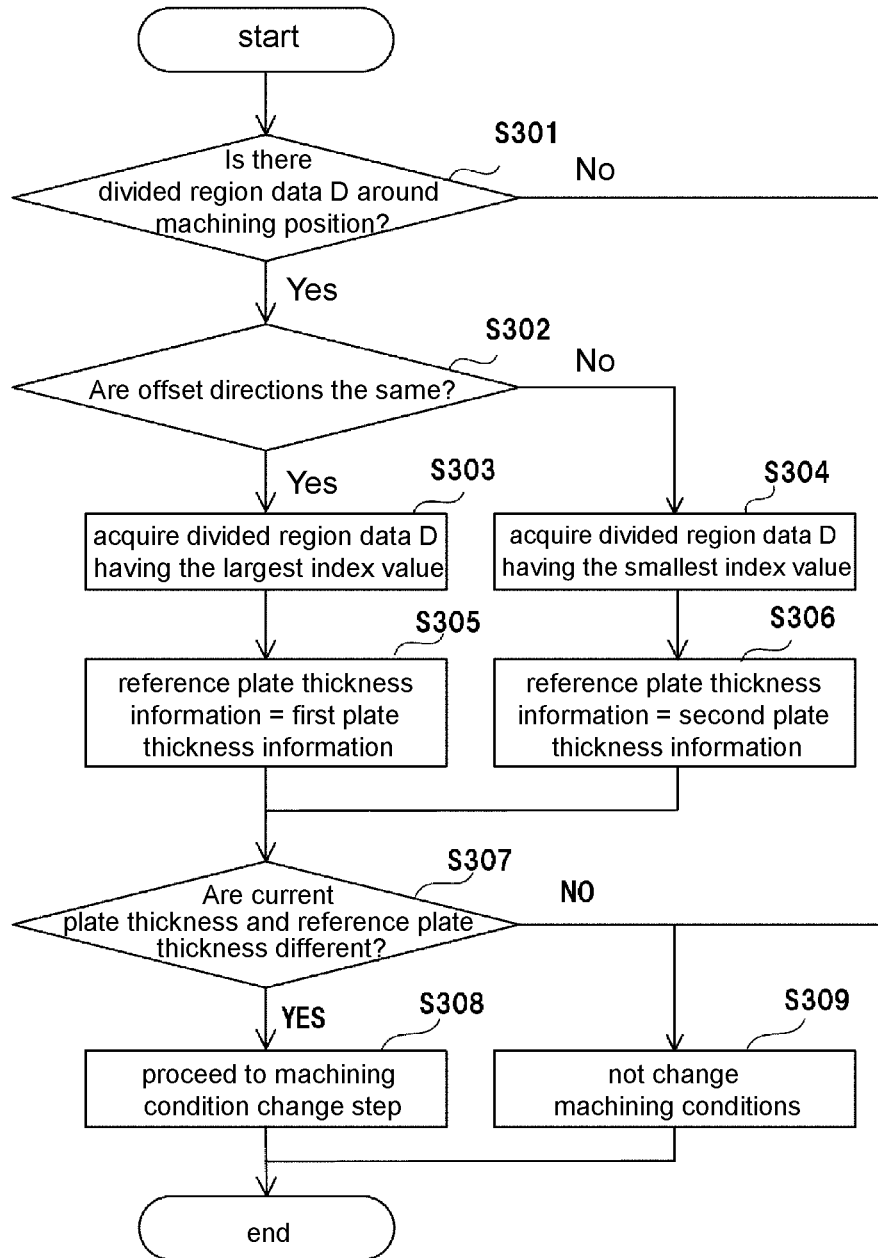 start
S301
Is there
divided region data D around
machining position?
No
Yes
S302
Are offset directions the same?
No
Yes
S303
acquire divided region data D
having the largest index value
S304
acquire divided region data D
having the smallest index value
S305
reference plate thickness
information = first plate
thickness information
S306
reference plate thickness
information = second plate
thickness information
S307
Are current
plate thickness and reference plate
thickness different?
NO
YES
S308
proceed to machining
condition change step
S309
not change
machining conditions
end